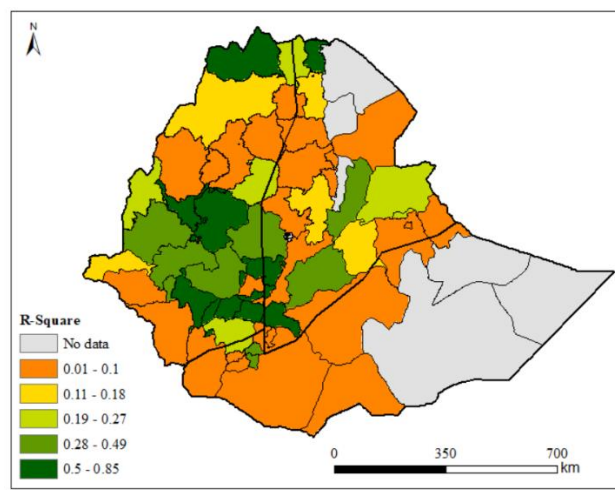 N
R-Square
No data
0.01 - 0.1
0.11 - 0.18
0.19 - 0.27
0.28 - 0.49
0.5 - 0.85
0 350 700
km